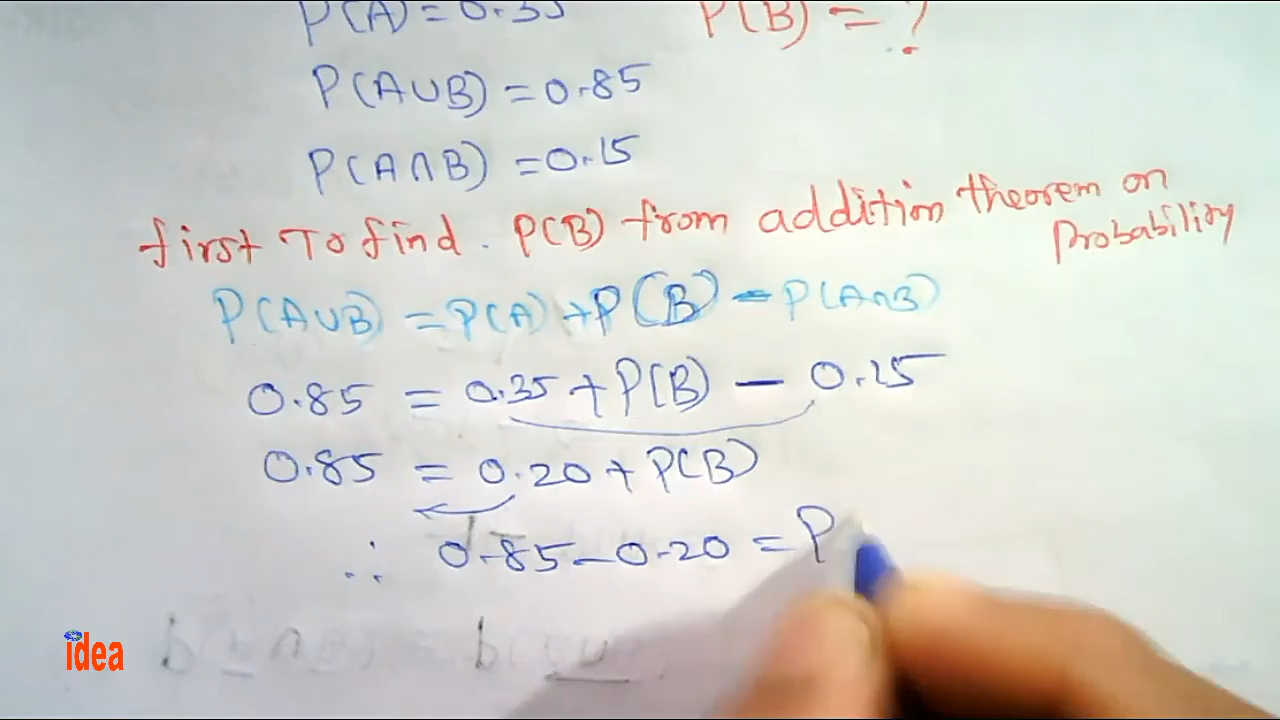 P(A) = 0.35 P(B) = ?
P(A∪B) = 0.85
P(A∩B) = 0.15
first To find. P(B) from addition theorem on Probability
P(A∪B) = P(A) + P(B) - P(A∩B)
0.85 = 0.35 + P(B) - 0.15
0.85 = 0.20 + P(B)
∴ 0.85 - 0.20 = P
idea